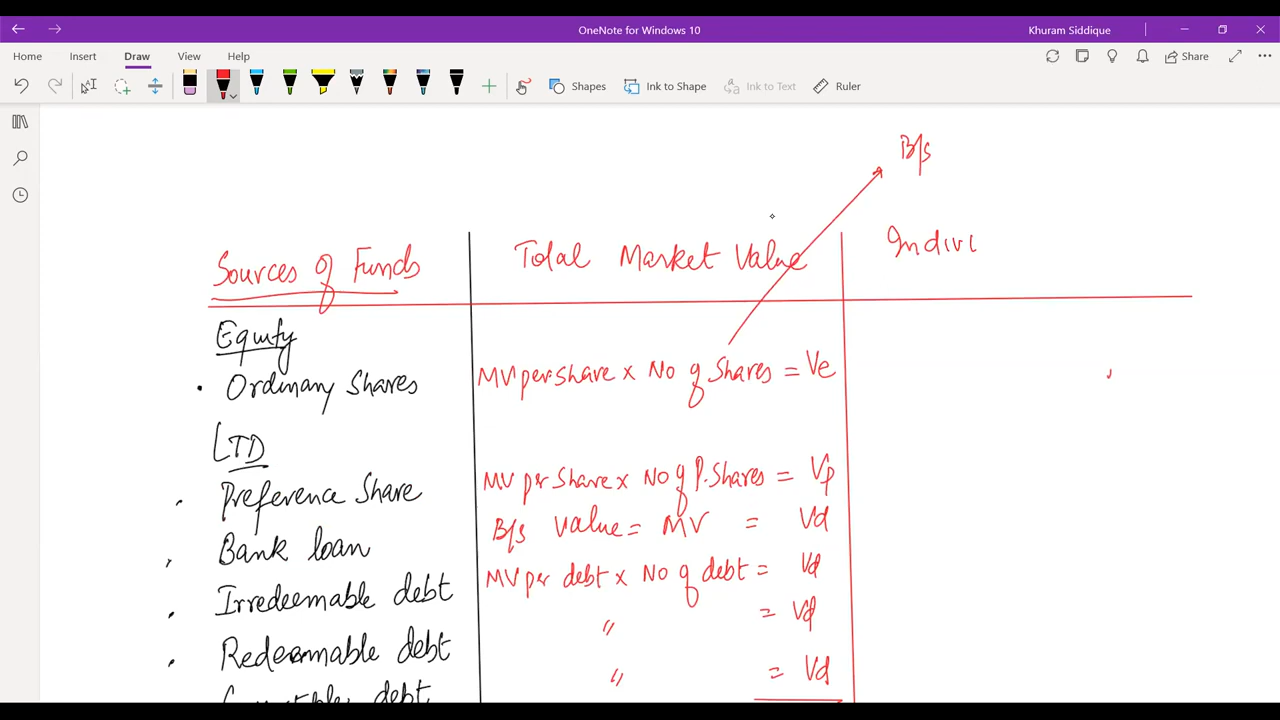 OneNote for Windows 10
Khuram Siddique
Home Insert Draw View Help
Share
Shapes Ink to Shape Ink to Text Ruler
B/s
Sources of Funds Total Market Value Indivi
Equity
• Ordinary Shares MV per share x No of Shares = Ve
LTD
• Preference Share MV per Share x No of P. Shares = Vp
• Bank loan B/s value = MV = Vd
• Irredeemable debt MV per debt x No of debt = Vd
• Redeemable debt " = Vd
" = Vd
debt